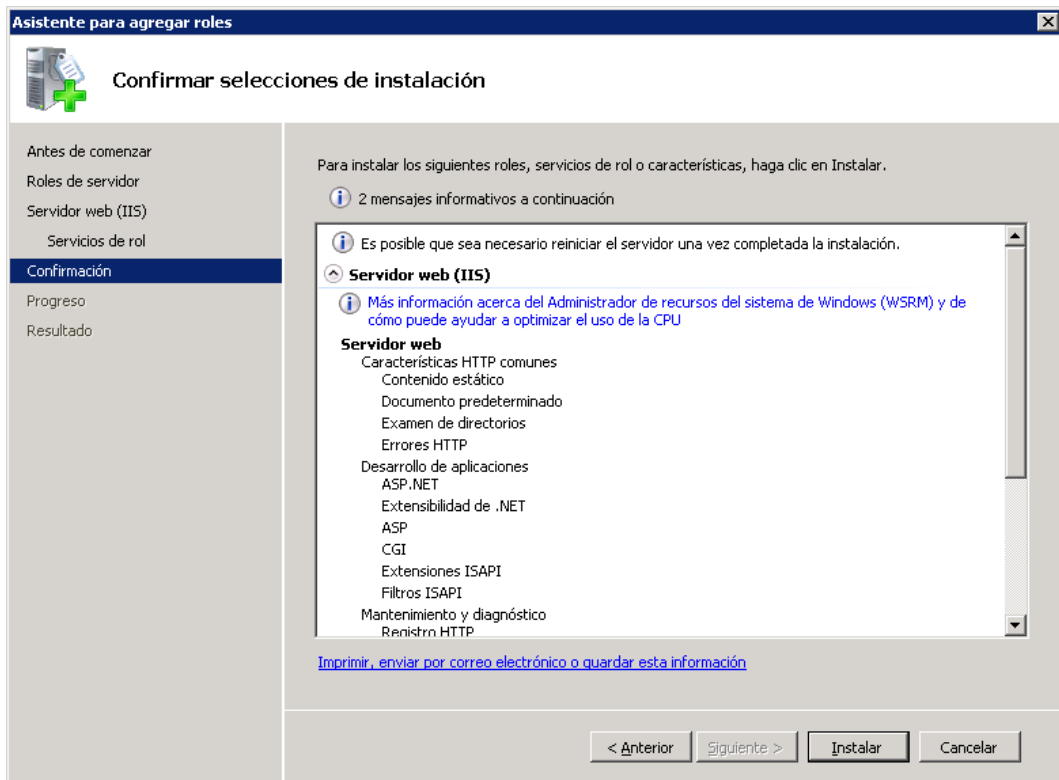 Asistente para agregar roles
Confirmar selecciones de instalación
Antes de comenzar
Roles de servidor
Servidor web (IIS)
Servicios de rol
Confirmación
Progreso
Resultado
Para instalar los siguientes roles, servicios de rol o características, haga clic en Instalar.
2 mensajes informativos a continuación
Es posible que sea necesario reiniciar el servidor una vez completada la instalación.
Servidor web (IIS)
Más información acerca del Administrador de recursos del sistema de Windows (WSRM) y de
cómo puede ayudar a optimizar el uso de la CPU
Servidor web
Características HTTP comunes
Contenido estático
Documento predeterminado
Examen de directorios
Errores HTTP
Desarrollo de aplicaciones
ASP.NET
Extensibilidad de .NET
ASP
CGI
Extensiones ISAPI
Filtros ISAPI
Mantenimiento y diagnóstico
Registro HTTP
Imprimir, enviar por correo electrónico o guardar esta información
< Anterior
Siguiente >
Instalar
Cancelar